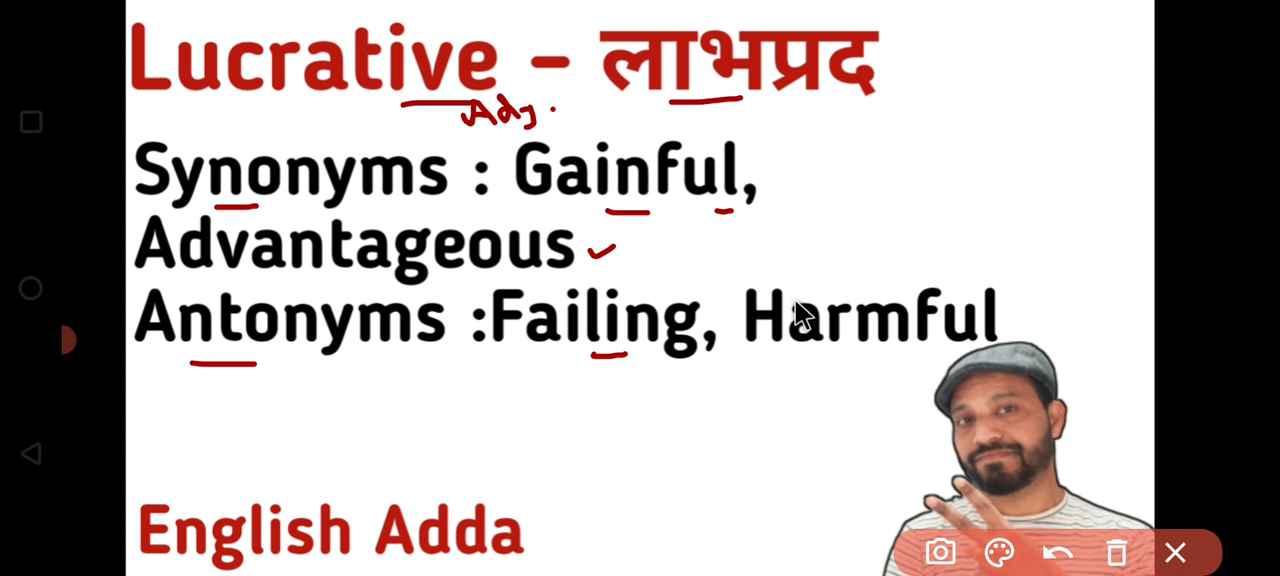 Lucrative - लाभप्रद
Adj.
Synonyms : Gainful,
Advantageous
Antonyms :Failing, Harmful
English Adda